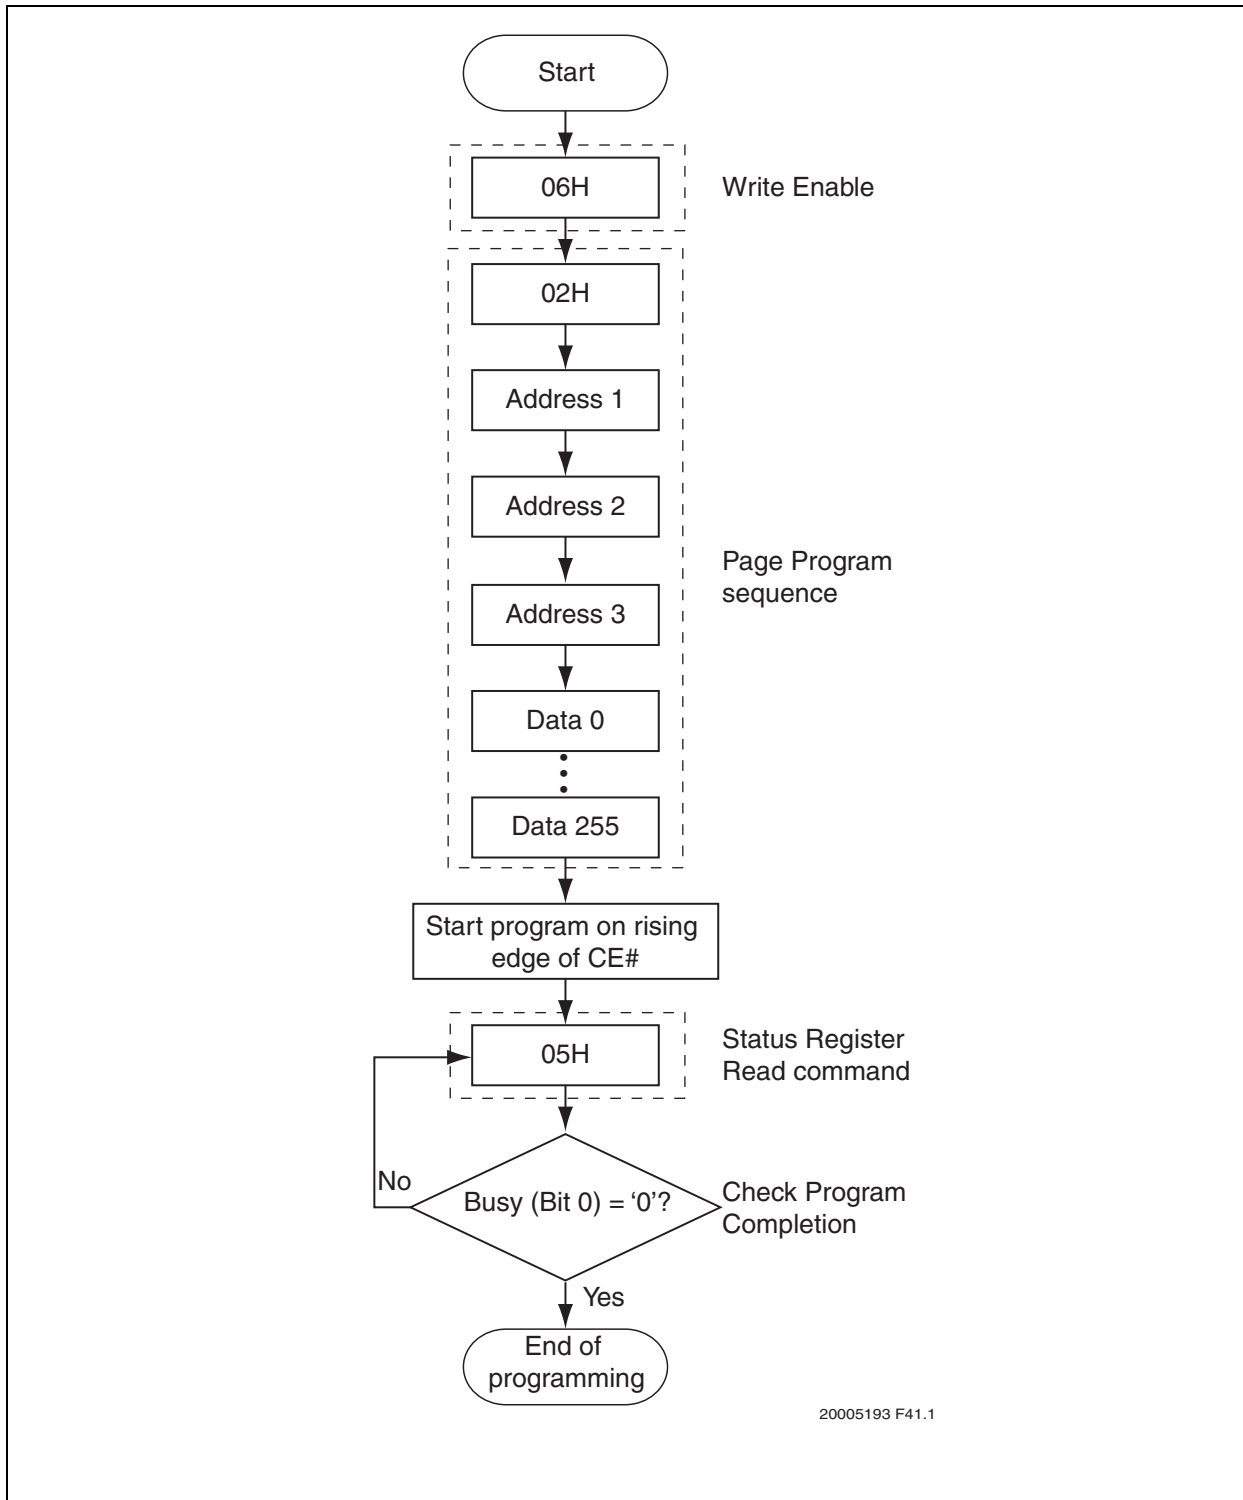 Start
06H
Write Enable
02H
Address 1
Address 2
Address 3
Page Program
sequence
Data 0
Data 255
Start program on rising
edge of CE#
05H
Status Register
Read command
No
Busy (Bit 0) = ‘0’?
Check Program
Completion
Yes
End of
programming
20005193 F41.1